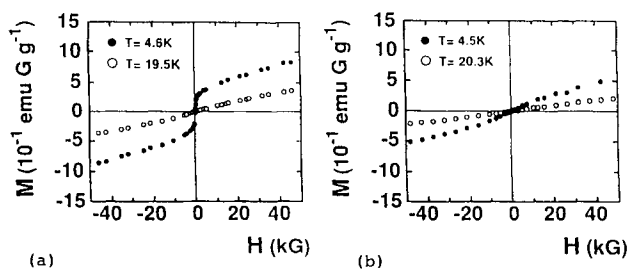 M (10⁻¹ emu G g⁻¹)
15
10
5
0
-5
-10
-15
● T= 4.6K
○ T= 19.5K
-40 -20 0 20 40
H (kG)
(a)
M (10⁻¹ emu G g⁻¹)
15
10
5
0
-5
-10
-15
● T= 4.5K
○ T= 20.3K
-40 -20 0 20 40
H (kG)
(b)